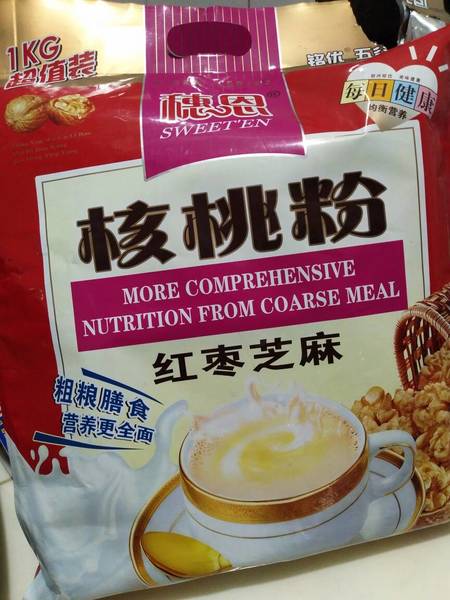 1KG
超值装
铭优
穗恩®
SWEET'EN
每日健康
均衡营养
核桃粉
MORE COMPREHENSIVE
NUTRITION FROM COARSE MEAL
红枣芝麻
粗粮膳食
营养更全面